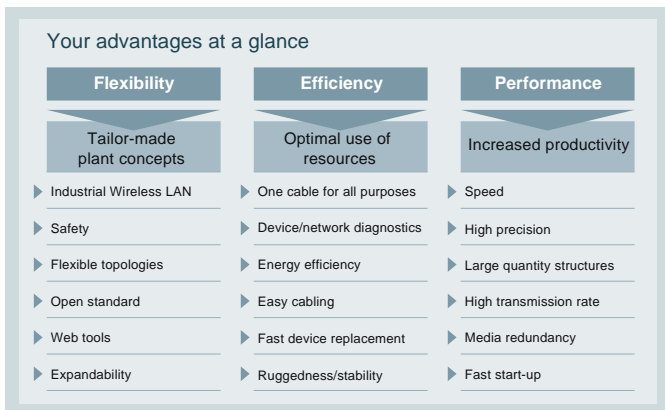 Your advantages at a glance
Flexibility
Efficiency
Performance
Tailor-made
plant concepts
Optimal use of
resources
Increased productivity
Industrial Wireless LAN
One cable for all purposes
Speed
Safety
Device/network diagnostics
High precision
Flexible topologies
Energy efficiency
Large quantity structures
Open standard
Easy cabling
High transmission rate
Web tools
Fast device replacement
Media redundancy
Expandability
Ruggedness/stability
Fast start-up